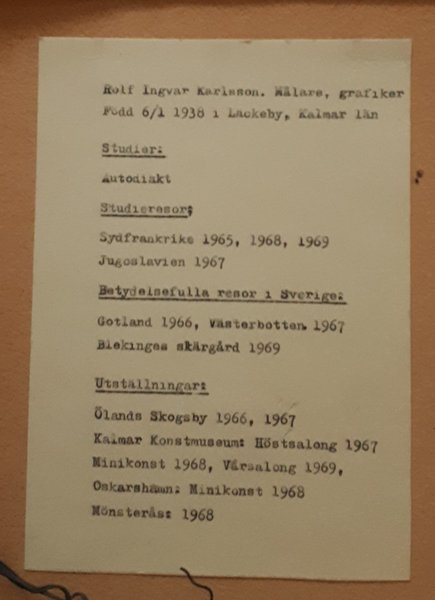 Rolf Ingvar Karlsson. Målare, grafiker
Född 6/1 1938 i Läckeby, Kalmar län
Studier:
Autodiakt
Studieresor:
Sydfrankrike 1965, 1968, 1969
Jugoslavien 1967
Betydelsefulla resor i Sverige:
Gotland 1966, Västerbotten 1967
Blekinges skärgård 1969
Utställningar:
Ölands Skogsby 1966, 1967
Kalmar Konstmuseum: Höstsalong 1967
Minikonst 1968, Vårsalong 1969,
Oskarshamn: Minikonst 1968
Mönsterås: 1968